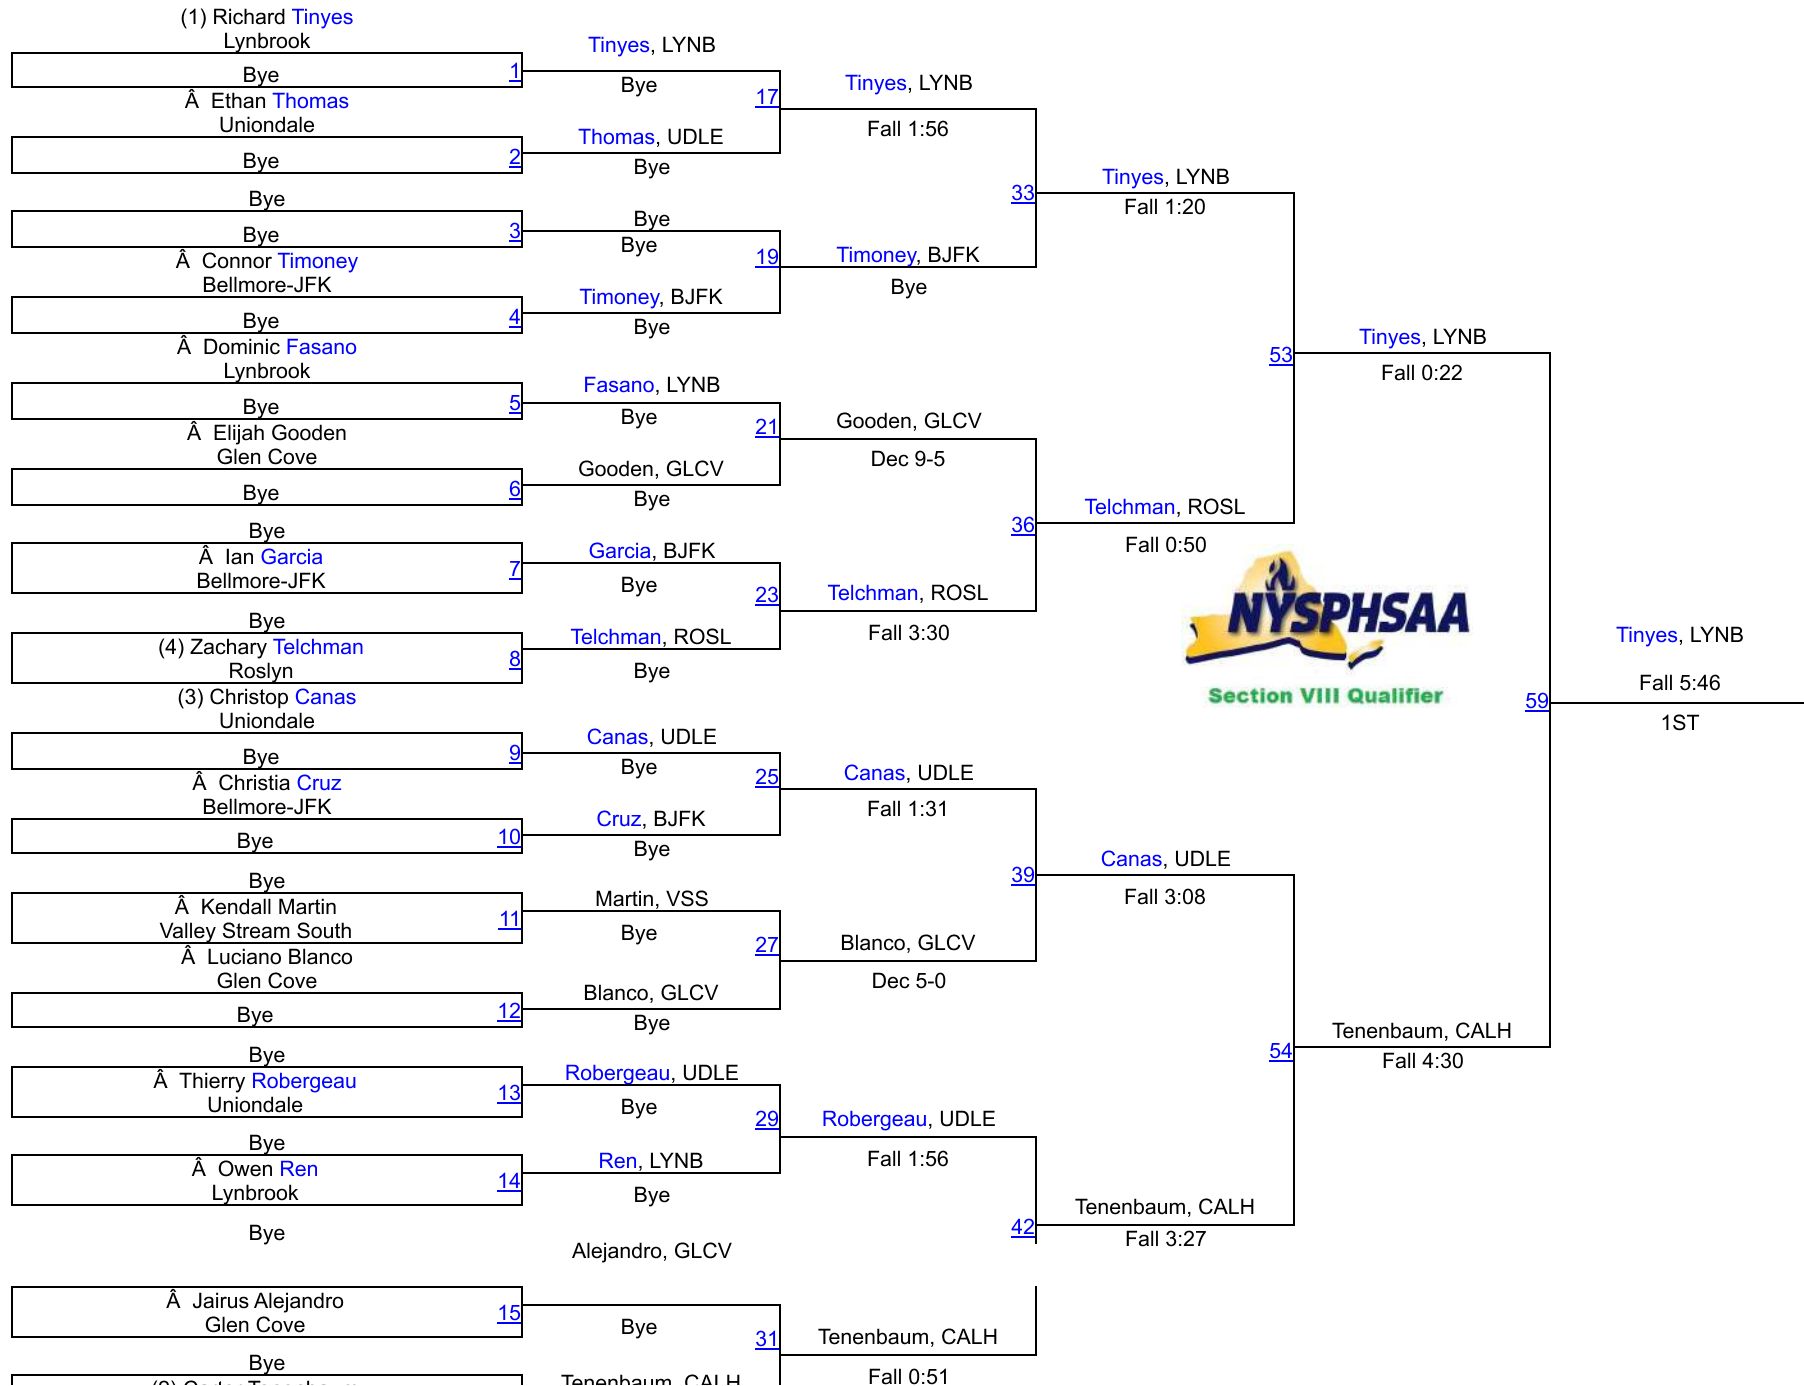 (1) Richard Tinyes
Lynbrook
Bye
1
Â Ethan Thomas
Uniondale
Bye
2
Bye
Bye
3
Â Connor Timoney
Bellmore-JFK
Bye
4
Â Dominic Fasano
Lynbrook
Bye
5
Â Elijah Gooden
Glen Cove
Bye
6
Bye
Â Ian Garcia
Bellmore-JFK
7
Bye
(4) Zachary Telchman
Roslyn
8
(3) Christop Canas
Uniondale
Bye
9
Â Christia Cruz
Bellmore-JFK
Bye
10
Bye
Â Kendall Martin
Valley Stream South
11
Â Luciano Blanco
Glen Cove
Bye
12
Bye
Â Thierry Robergeau
Uniondale
13
Bye
Â Owen Ren
Lynbrook
14
Bye
Â Jairus Alejandro
Glen Cove
15
Bye
(2) Carter Tenenbaum
Tinyes, LYNB
Bye
17
Thomas, UDLE
Bye
Bye
Bye
19
Timoney, BJFK
Bye
Fasano, LYNB
Bye
21
Gooden, GLCV
Bye
Garcia, BJFK
Bye
23
Telchman, ROSL
Bye
Canas, UDLE
Bye
25
Cruz, BJFK
Bye
Martin, VSS
Bye
27
Blanco, GLCV
Bye
Robergeau, UDLE
Bye
29
Ren, LYNB
Bye
Alejandro, GLCV
Bye
31
Tenenbaum, CALH
Tinyes, LYNB
Fall 1:56
33
Timoney, BJFK
Bye
Gooden, GLCV
Dec 9-5
36
Telchman, ROSL
Fall 3:30
Canas, UDLE
Fall 1:31
39
Blanco, GLCV
Dec 5-0
Robergeau, UDLE
Fall 1:56
42
Tenenbaum, CALH
Fall 0:51
Tinyes, LYNB
Fall 1:20
53
Telchman, ROSL
Fall 0:50
NYSPHSAA
Section VIII Qualifier
Canas, UDLE
Fall 3:08
54
Tenenbaum, CALH
Fall 3:27
Tinyes, LYNB
Fall 0:22
59
Tenenbaum, CALH
Fall 4:30
Tinyes, LYNB
Fall 5:46
1ST